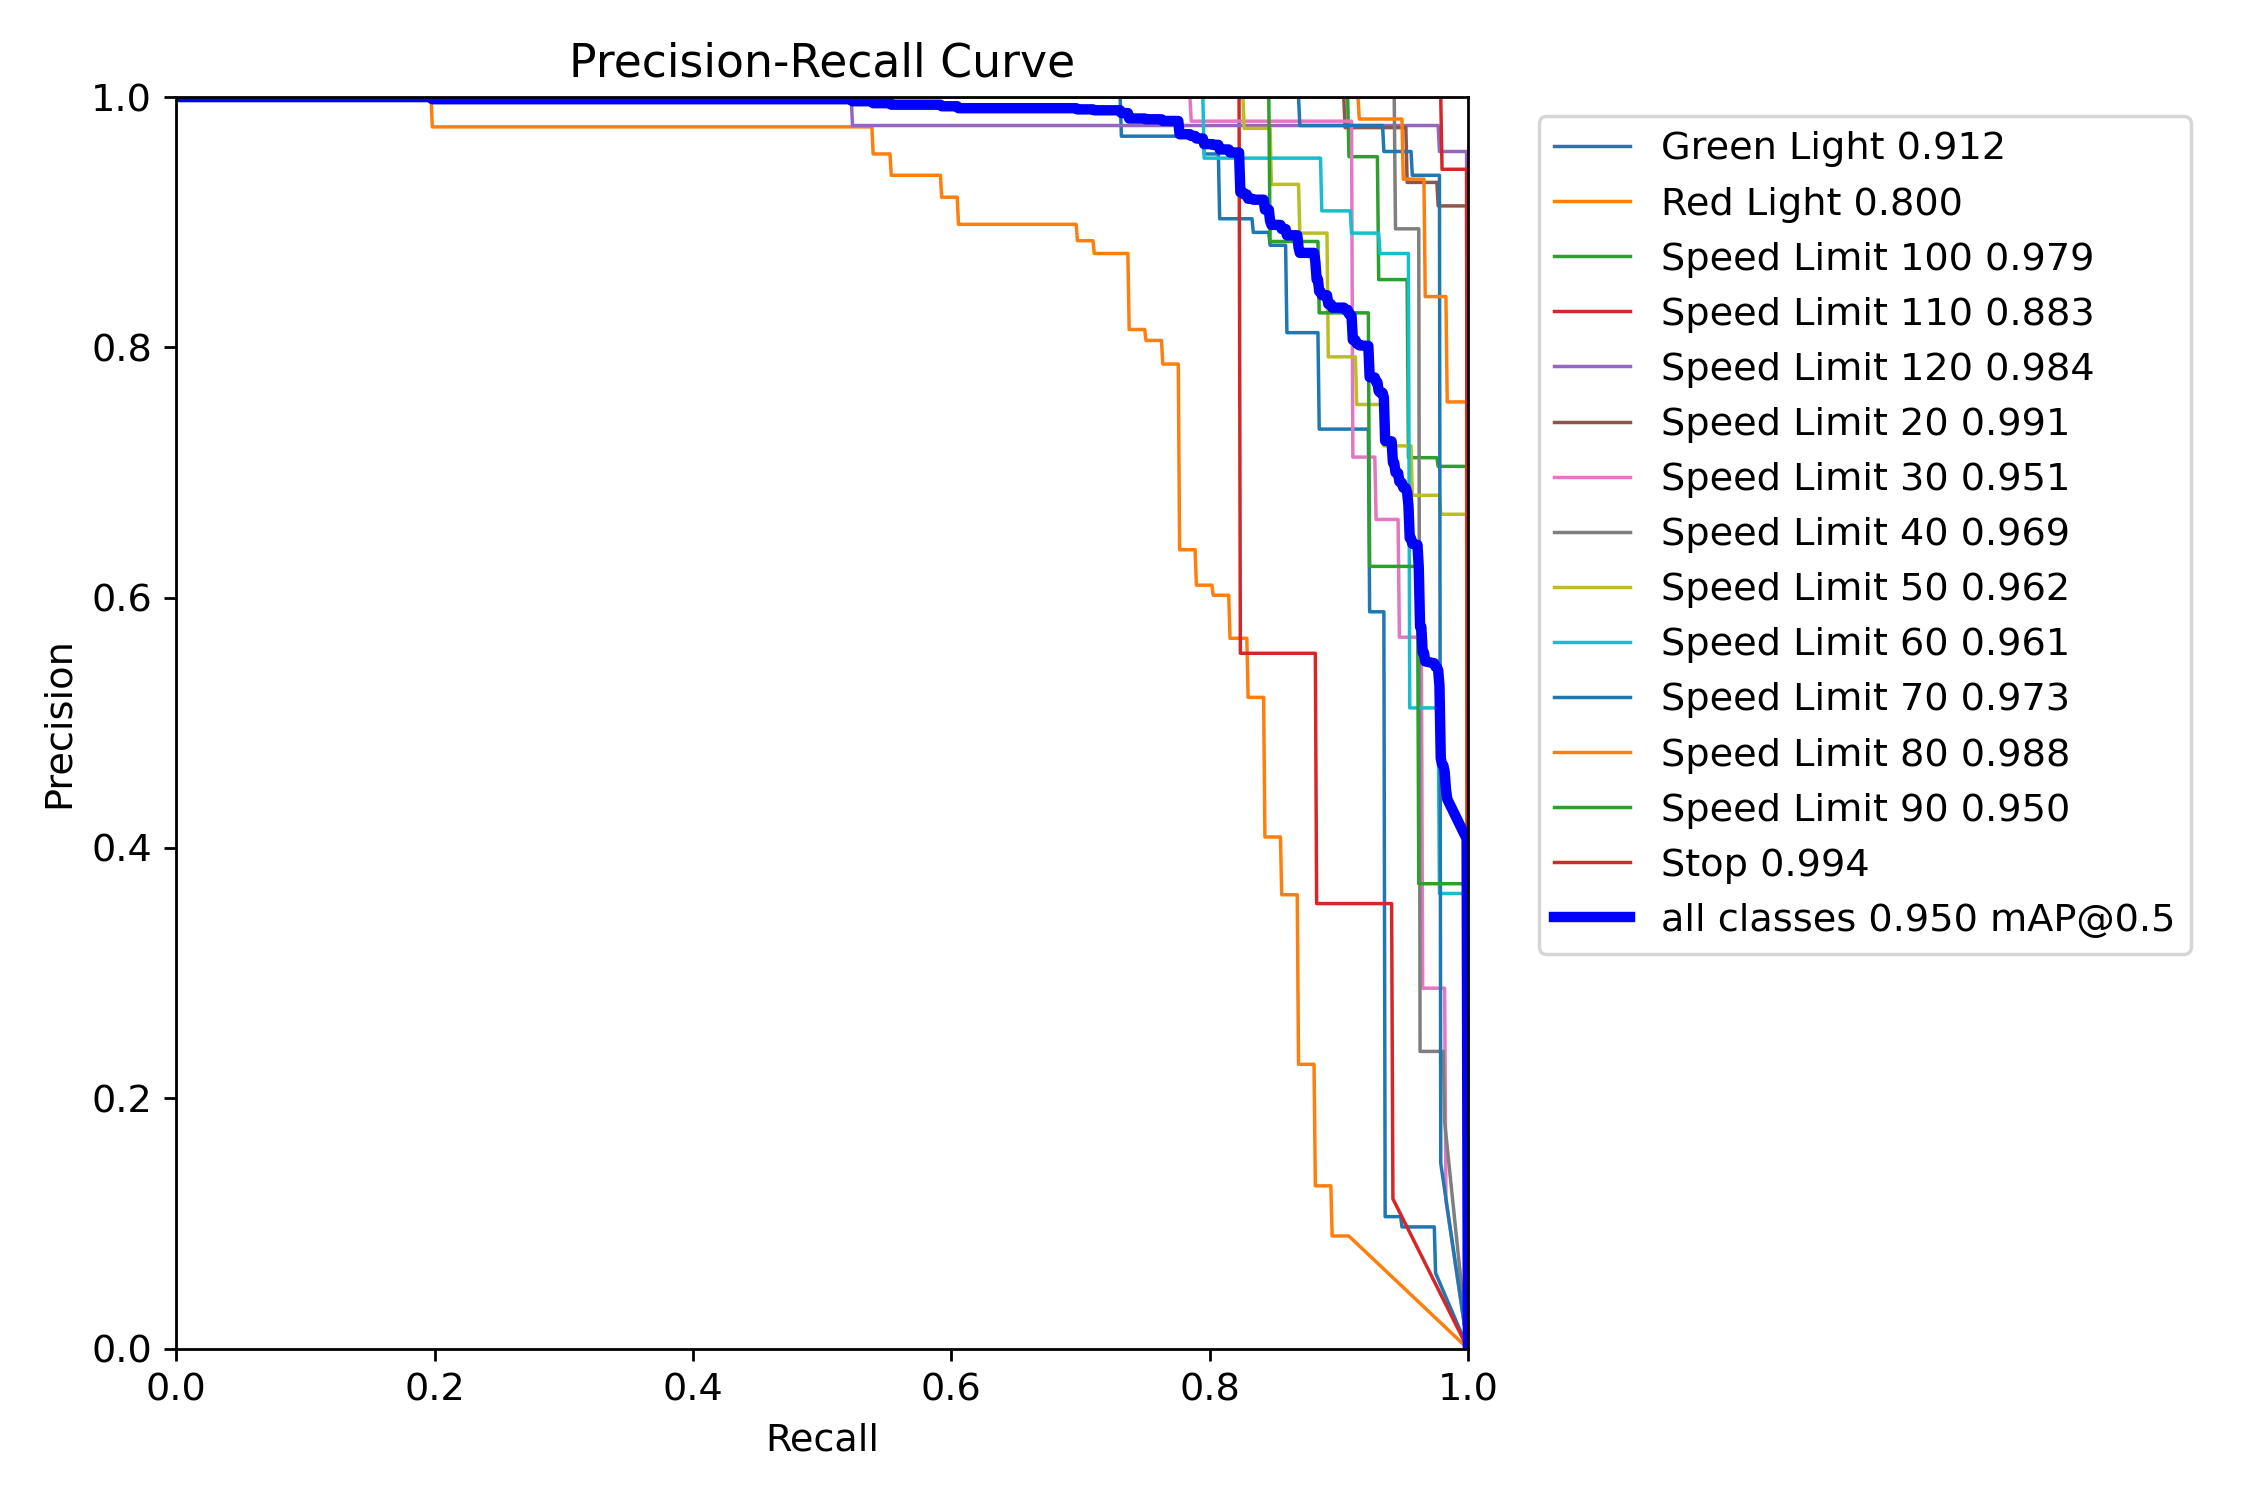 Precision-Recall Curve
1.0
0.8
0.6
0.4
0.2
0.0
Precision
0.0 0.2 0.4 0.6 0.8 1.0
Recall
Green Light 0.912
Red Light 0.800
Speed Limit 100 0.979
Speed Limit 110 0.883
Speed Limit 120 0.984
Speed Limit 20 0.991
Speed Limit 30 0.951
Speed Limit 40 0.969
Speed Limit 50 0.962
Speed Limit 60 0.961
Speed Limit 70 0.973
Speed Limit 80 0.988
Speed Limit 90 0.950
Stop 0.994
all classes 0.950 mAP@0.5